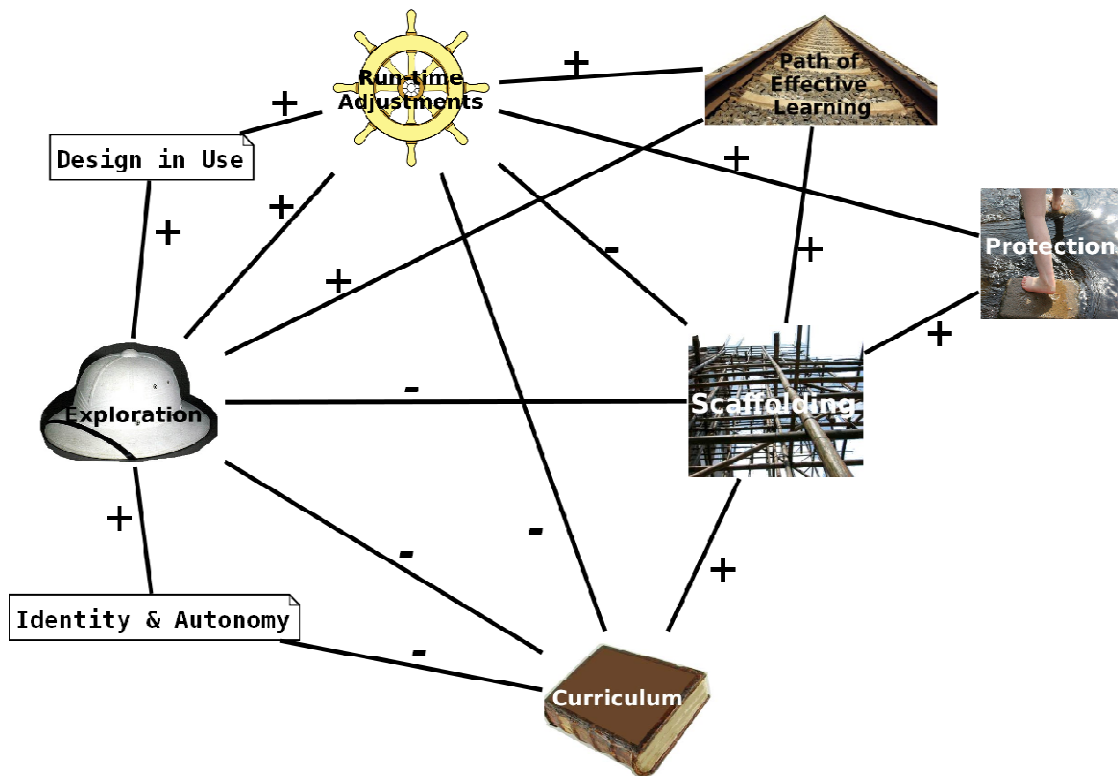 Run-time
Adjustments
+
Path of
Effective
Learning
+
Design in Use
+
+
Protection
+
+
-
+
+
+
-
Exploration
Scaffolding
+
-
-
+
Identity & Autonomy
-
Curriculum